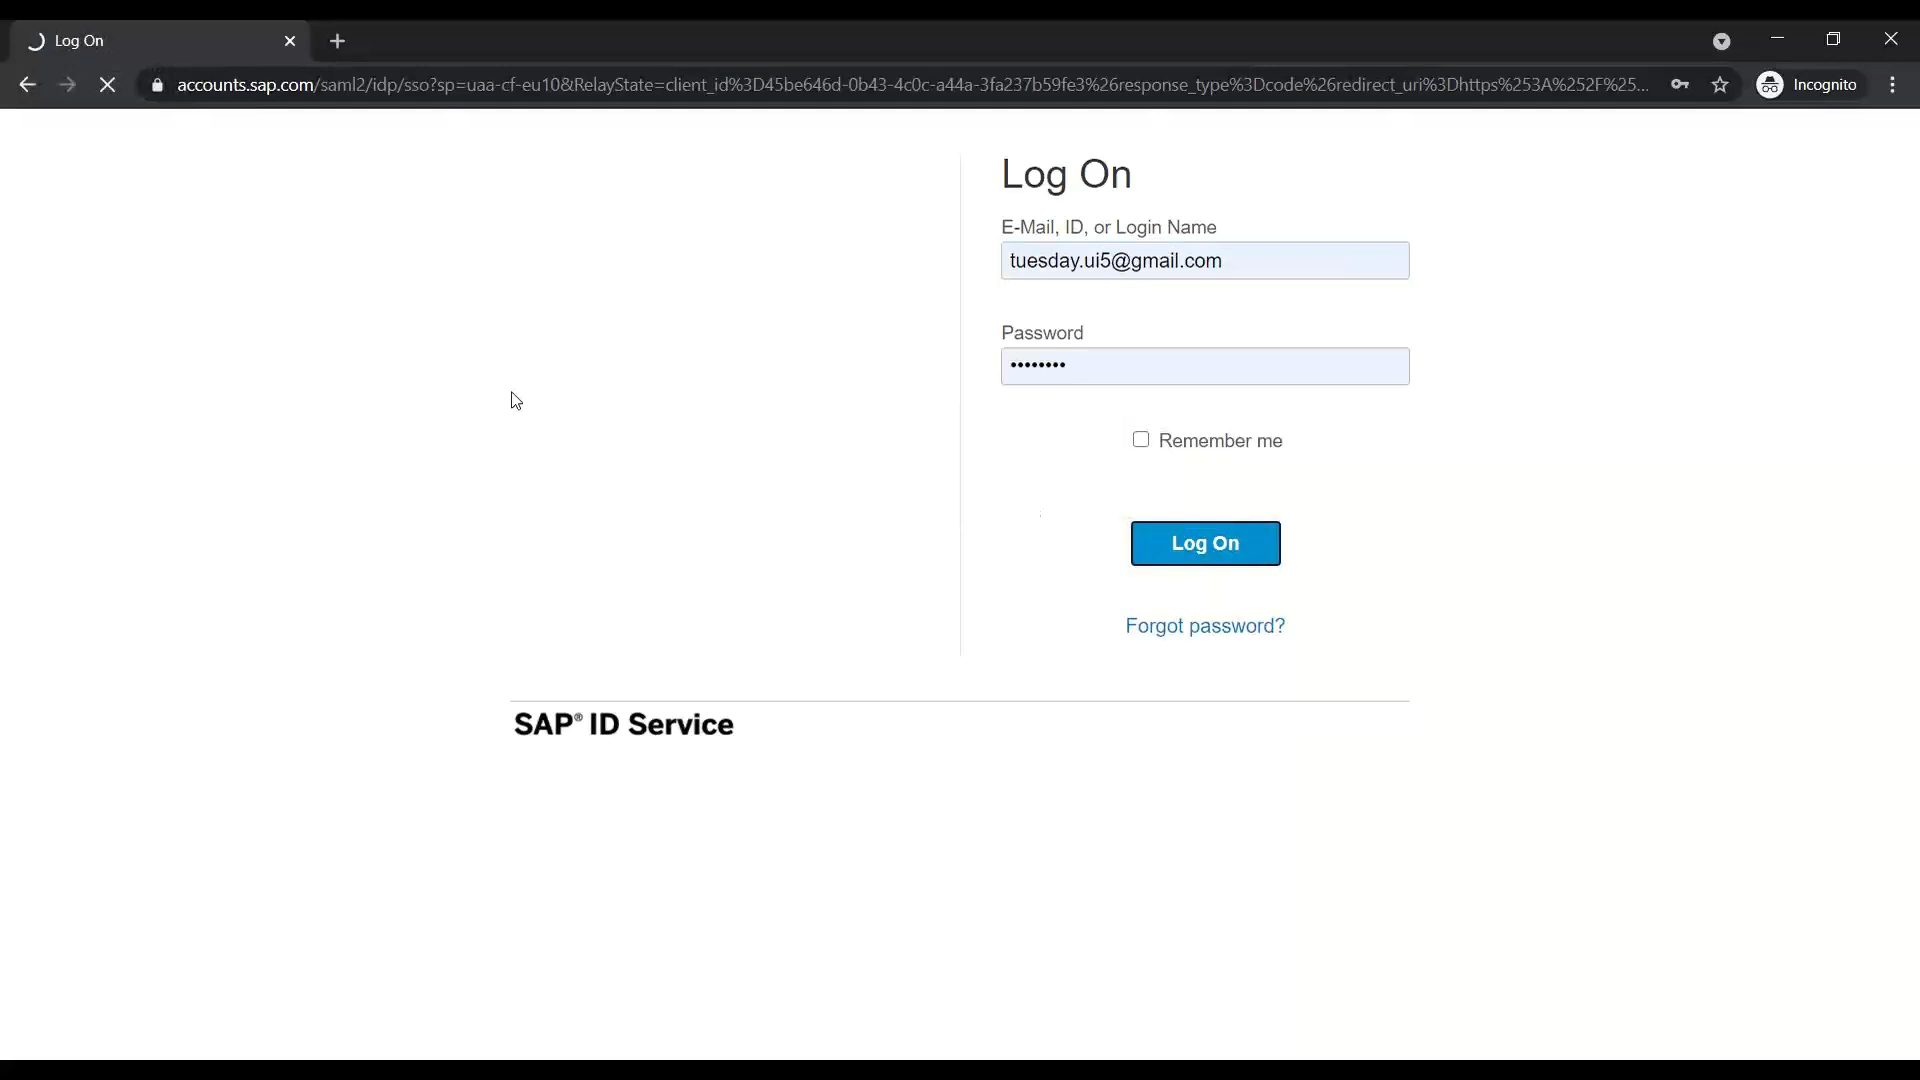 Log On
accounts.sap.com/saml2/idp/sso?sp=uaa-cf-eu10&RelayState=client_id%3D45be646d-0b43-4c0c-a44a-3fa237b59fe3%26response_type%3Dcode%26redirect_uri%3Dhttps%253A%252F%25...
Incognito
Log On
E-Mail, ID, or Login Name
tuesday.ui5@gmail.com
Password
••••••••
Remember me
Log On
Forgot password?
SAP® ID Service